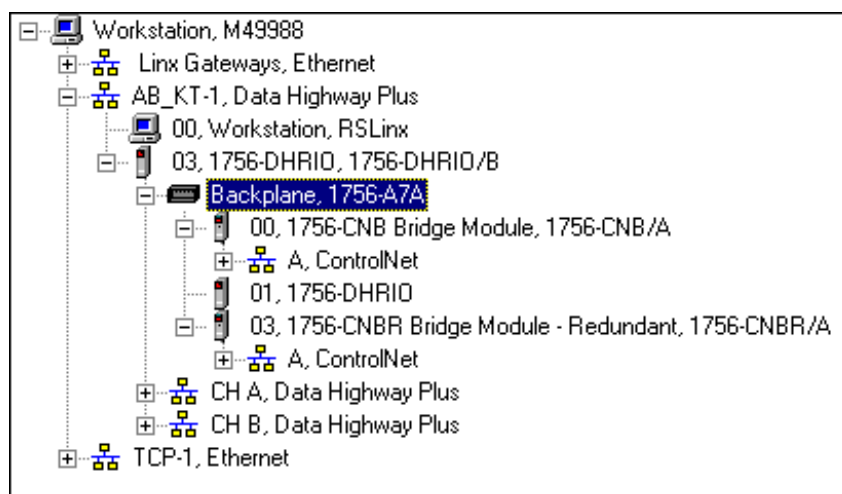 Workstation, M49988
Linx Gateways, Ethernet
AB_KT-1, Data Highway Plus
00, Workstation, RSLinx
03, 1756-DHRIO, 1756-DHRIO/B
Backplane, 1756-A7A
00, 1756-CNB Bridge Module, 1756-CNB/A
A, ControlNet
01, 1756-DHRIO
03, 1756-CNBR Bridge Module - Redundant, 1756-CNBR/A
A, ControlNet
CH A, Data Highway Plus
CH B, Data Highway Plus
TCP-1, Ethernet